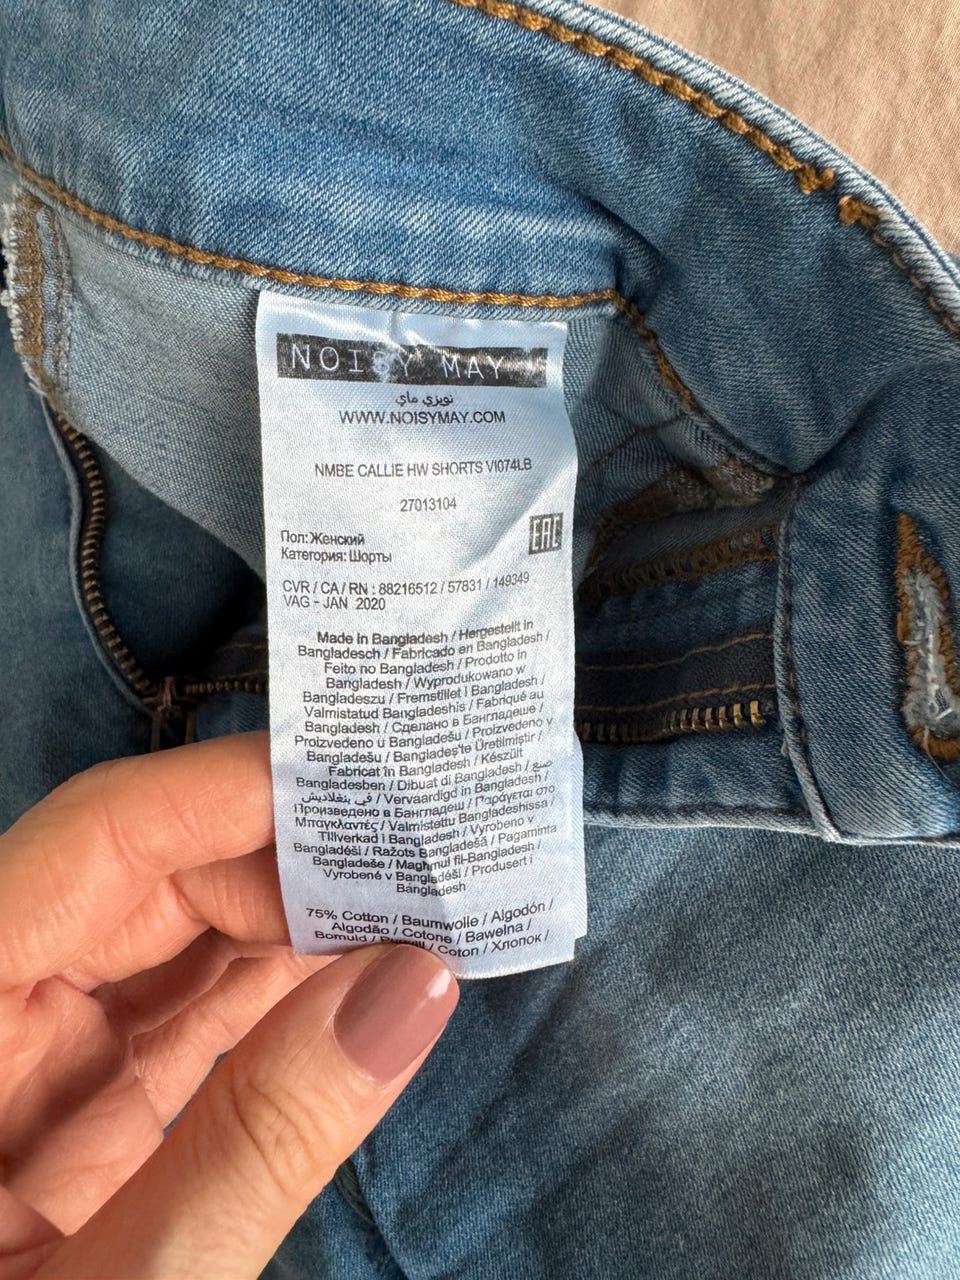 NOISY MAY
نويزي ماي
WWW.NOISYMAY.COM
NMBE CALLIE HW SHORTS VI074LB
27013104
EAC
Пол: Женский
Категория: Шорты
CVR / CA / RN : 88216512 / 57831 / 149349
VAG - JAN 2020
Made in Bangladesh / Hergestellt in
Bangladesch / Fabricado en Bangladesh /
Feito no Bangladesh / Prodotto in
Bangladesh / Wyprodukowano w
Bangladeszu / Fremstillet i Bangladesh /
Valmistatud Bangladeshis / Fabriqué au
Bangladesh / Сделано в Бангладеше /
Proizvedeno u Bangladešu / Proizvedeno v
Bangladešu / Bangladeş'te Üretilmiştir /
Fabricat în Bangladesh / Készült
Bangladesben / Dibuat di Bangladesh / صنع
في بنغلاديش / Vervaardigd in Bangladesh /
Произведено в Бангладеш / Παράγεται στο
Μπαγκλαντές / Valmistettu Bangladeshissa /
Tillverkad i Bangladesh / Vyrobeno v
Bangladéši / Ražots Bangladešā / Pagaminta
Bangladeše / Magħmul fil-Bangladesh /
Vyrobené v Bangladéši / Produsert i
Bangladesh
75% Cotton / Baumwolle / Algodón /
Algodão / Cotone / Bawełna /
Bomuld / / Coton / Хлопок /